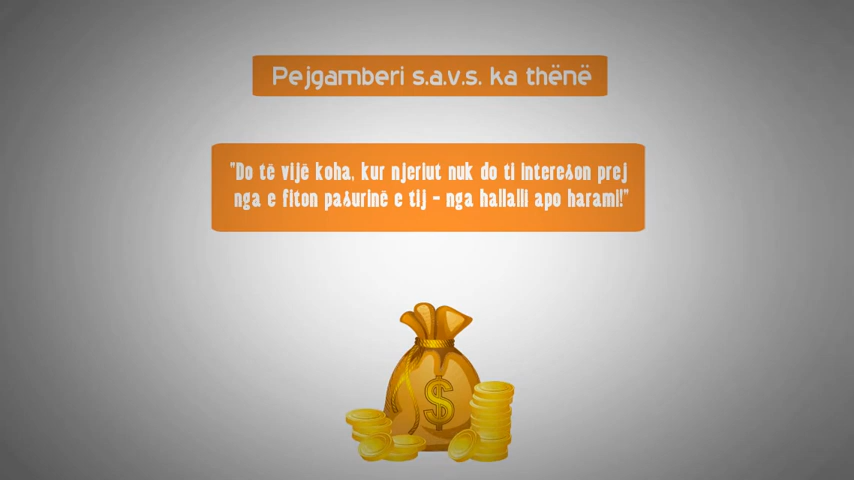 Pejgamberi s.a.v.s. ka thënë
"Do të vijë koha, kur njeriut nuk do ti intereson prej
nga e fiton pasurinë e tij - nga hallalli apo harami!"
$